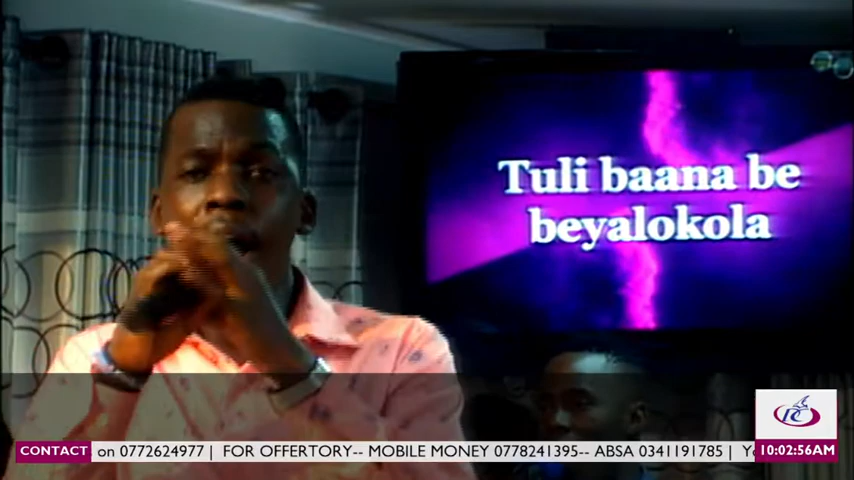 Tuli baana be
beyalokola
CONTACT on 0772624977 | FOR OFFERTORY-- MOBILE MONEY 0778241395-- ABSA 0341191785 |
10:02:56AM